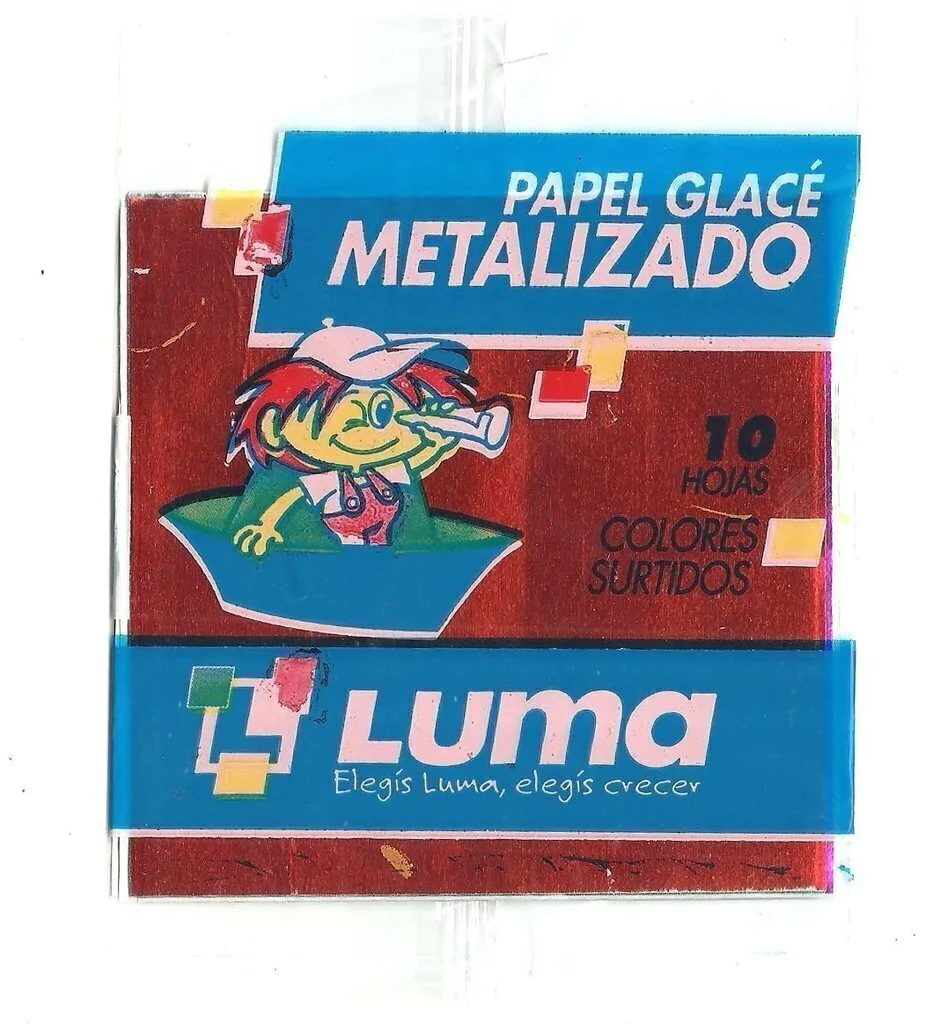 PAPEL GLACÉ
METALIZADO
10
HOJAS
COLORES
SURTIDOS
Luma
Elegís Luma, elegís crecer